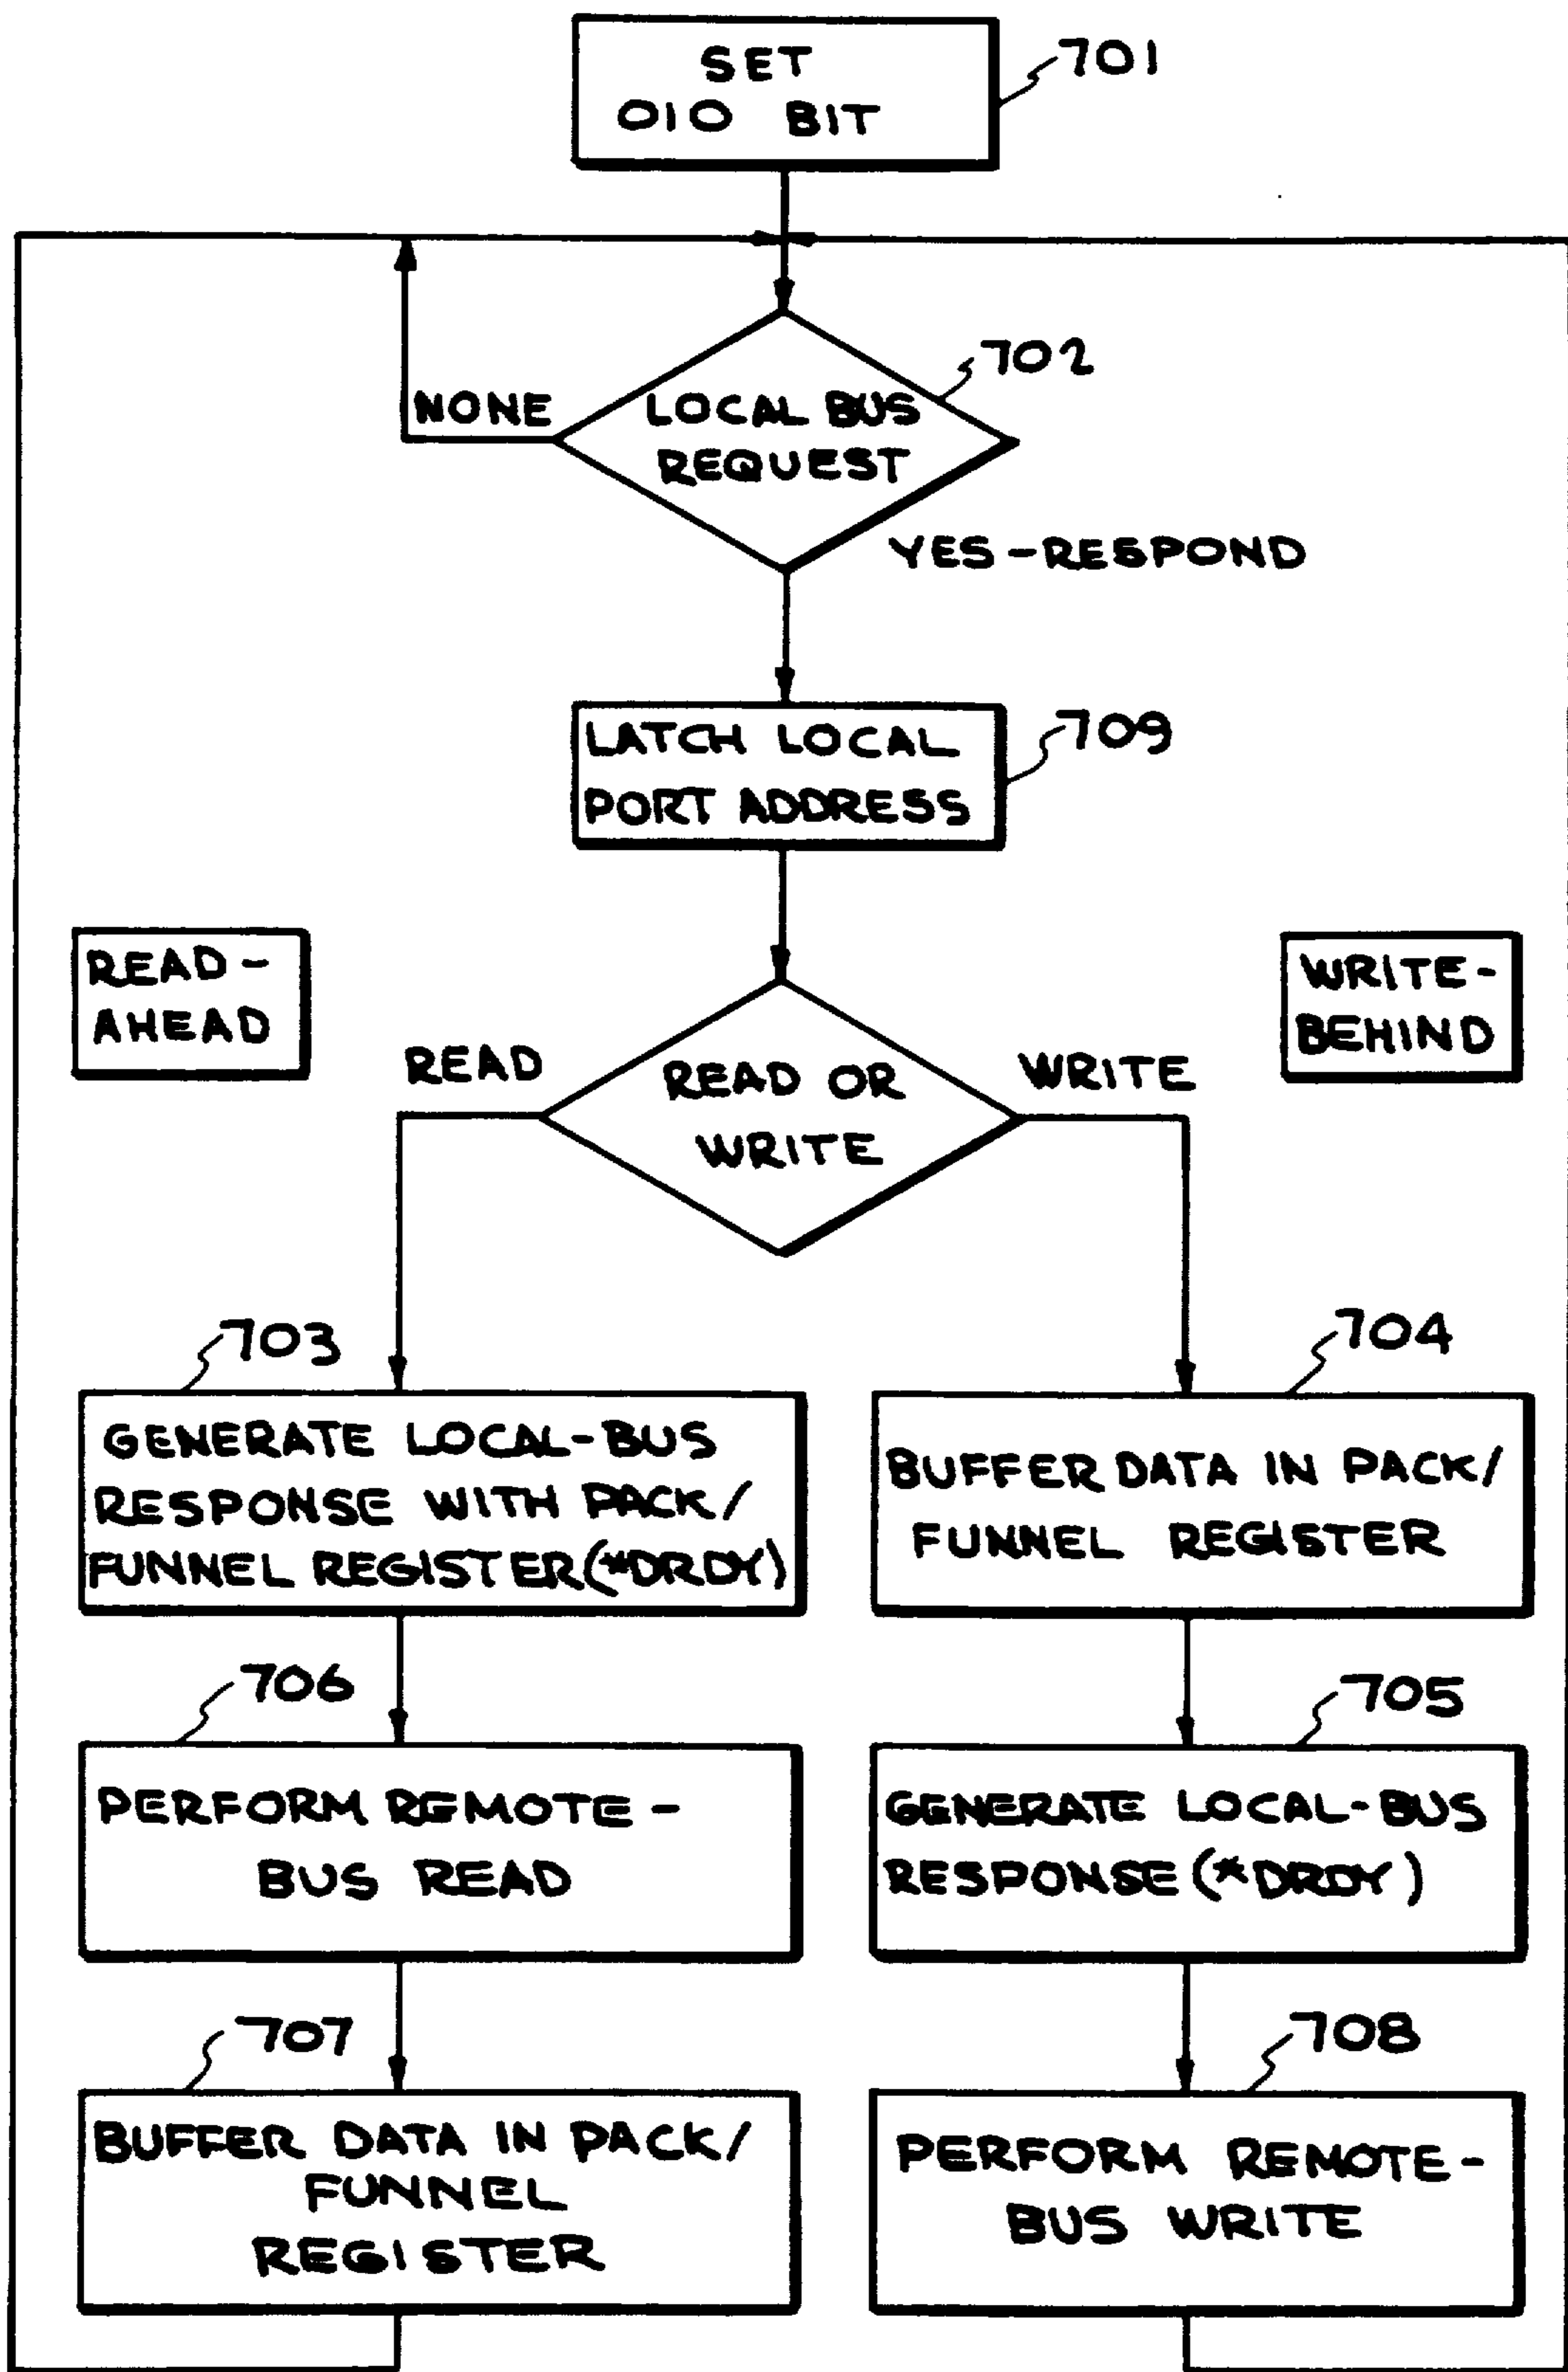 SET
010 BIT
701
702
NONE
LOCAL BUS
REQUEST
YES-RESPOND
LATCH LOCAL
PORT ADDRESS
709
READ-
AHEAD
WRITE-
BEHIND
READ
READ OR
WRITE
WRITE
703
GENERATE LOCAL-BUS
RESPONSE WITH PACK/
FUNNEL REGISTER(*DRDY)
704
BUFFER DATA IN PACK/
FUNNEL REGISTER
706
PERFORM REMOTE-
BUS READ
705
GENERATE LOCAL-BUS
RESPONSE (*DRDY)
707
BUFFER DATA IN PACK/
FUNNEL
REGISTER
708
PERFORM REMOTE-
BUS WRITE